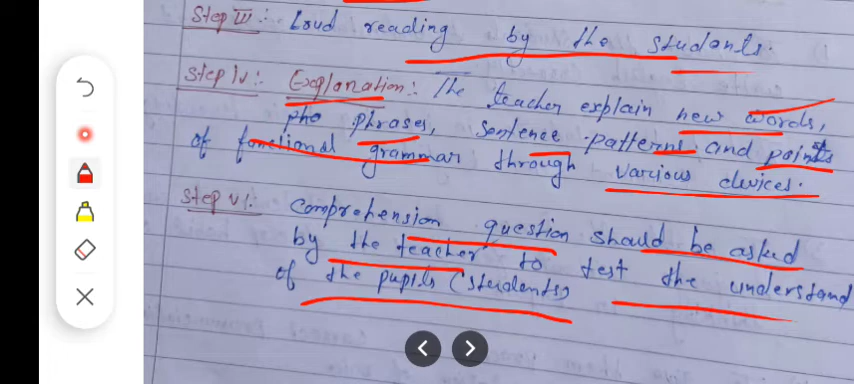 Step III:- Loud reading by the students.
Step IV:- Explanation:- The teacher explain new words,
pho phrases, sentence patterns and points
of fonctional grammar through various devices.
Step V:- Comprehension question should be asked
by the teacher to test the understand
of the pupils (students)